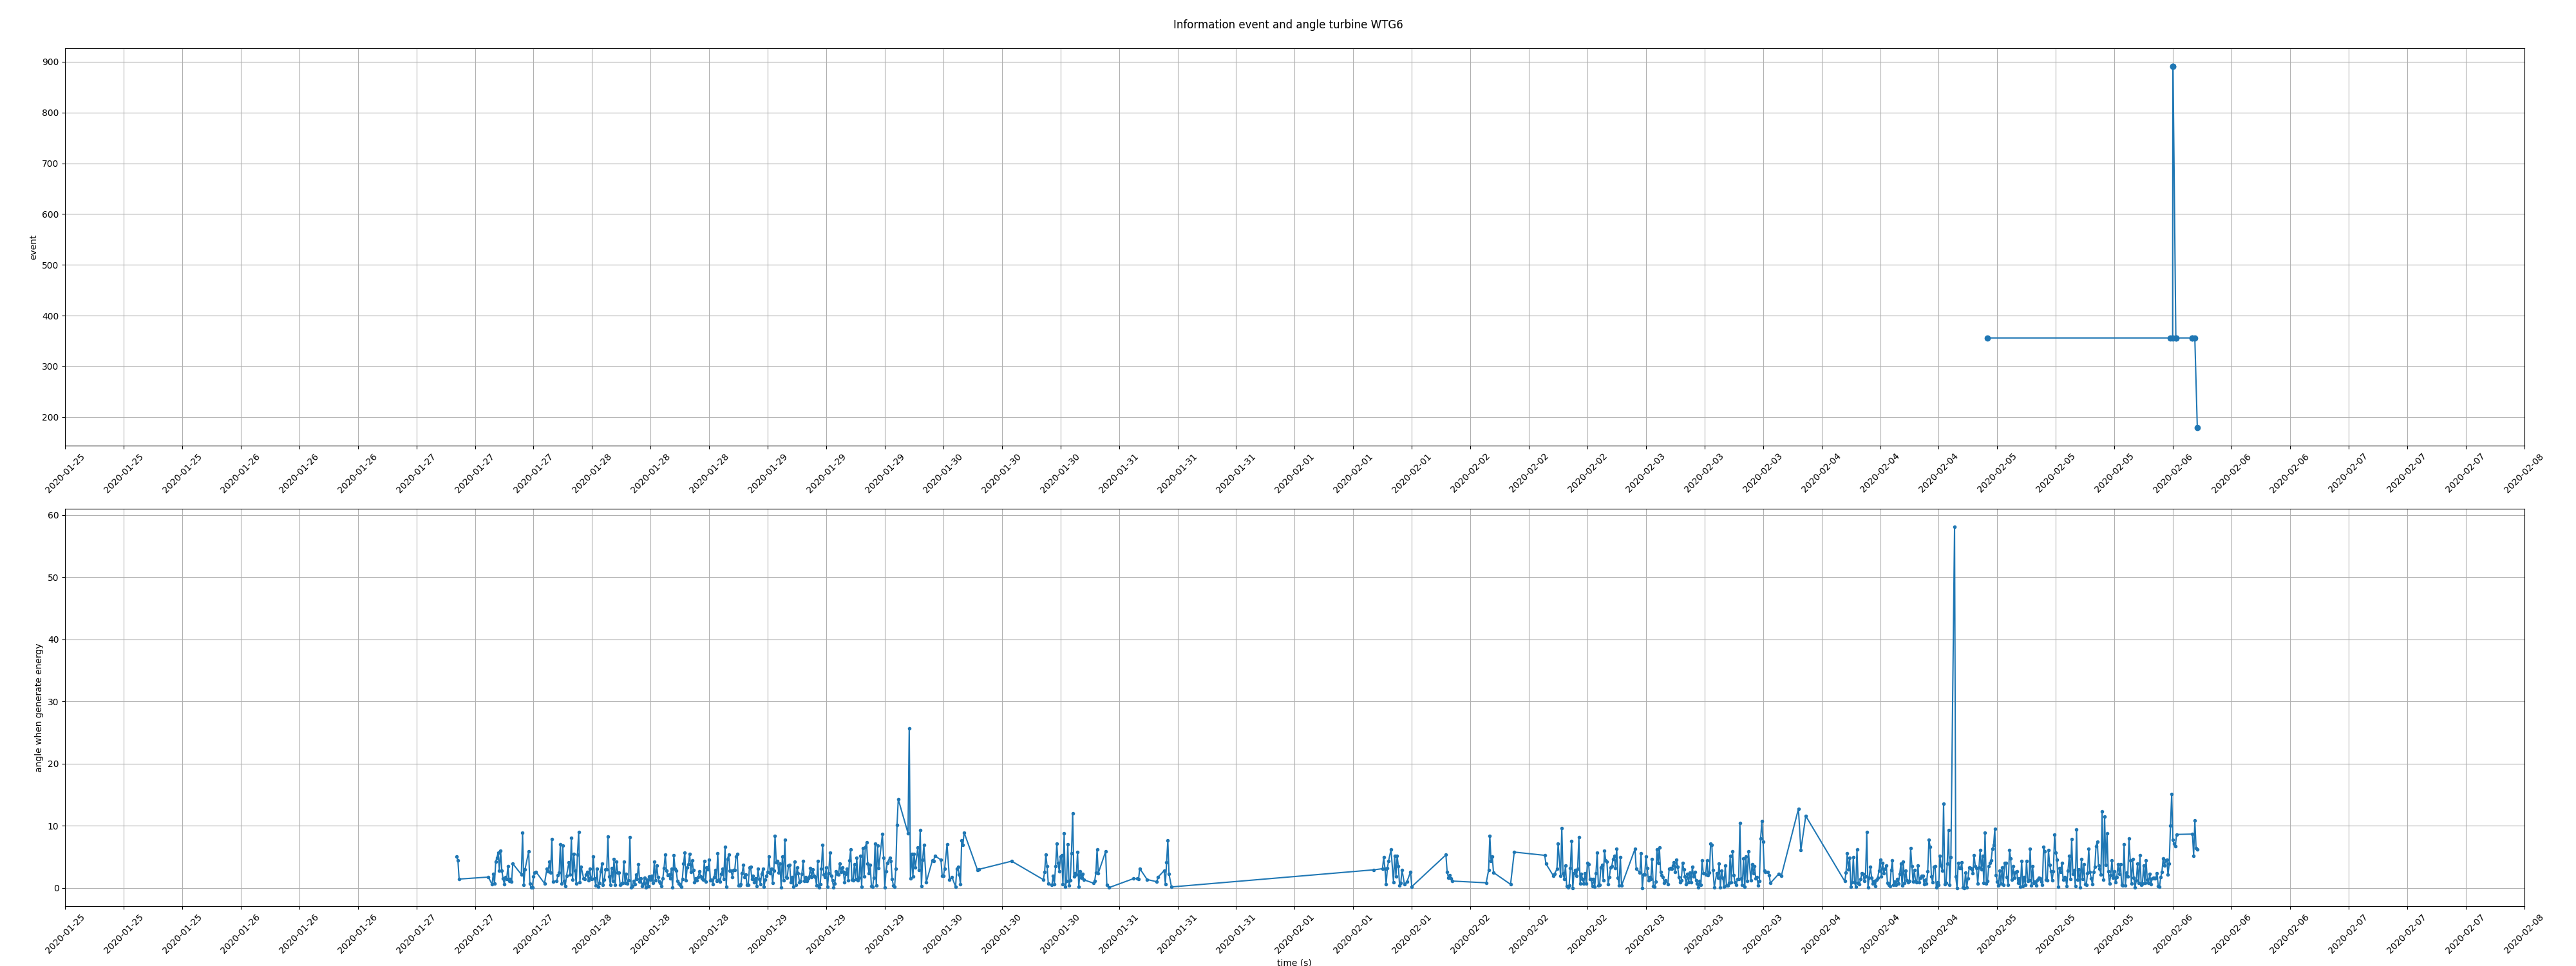 Information event and angle turbine WTG6
900
800
700
600
500
400
300
200
event
2020-01-25 2020-01-25 2020-01-25 2020-01-26 2020-01-26 2020-01-26 2020-01-27 2020-01-27 2020-01-27 2020-01-28 2020-01-28 2020-01-28 2020-01-29 2020-01-29 2020-01-29 2020-01-30 2020-01-30 2020-01-30 2020-01-31 2020-01-31 2020-01-31 2020-02-01 2020-02-01 2020-02-01 2020-02-02 2020-02-02 2020-02-02 2020-02-03 2020-02-03 2020-02-03 2020-02-04 2020-02-04 2020-02-04 2020-02-05 2020-02-05 2020-02-05 2020-02-06 2020-02-06 2020-02-06 2020-02-07 2020-02-07 2020-02-07 2020-02-08
60
50
40
30
20
10
0
angle when generate energy
2020-01-25 2020-01-25 2020-01-25 2020-01-26 2020-01-26 2020-01-26 2020-01-27 2020-01-27 2020-01-27 2020-01-28 2020-01-28 2020-01-28 2020-01-29 2020-01-29 2020-01-29 2020-01-30 2020-01-30 2020-01-30 2020-01-31 2020-01-31 2020-01-31 2020-02-01 2020-02-01 2020-02-01 2020-02-02 2020-02-02 2020-02-02 2020-02-03 2020-02-03 2020-02-03 2020-02-04 2020-02-04 2020-02-04 2020-02-05 2020-02-05 2020-02-05 2020-02-06 2020-02-06 2020-02-06 2020-02-07 2020-02-07 2020-02-07 2020-02-08
time (s)